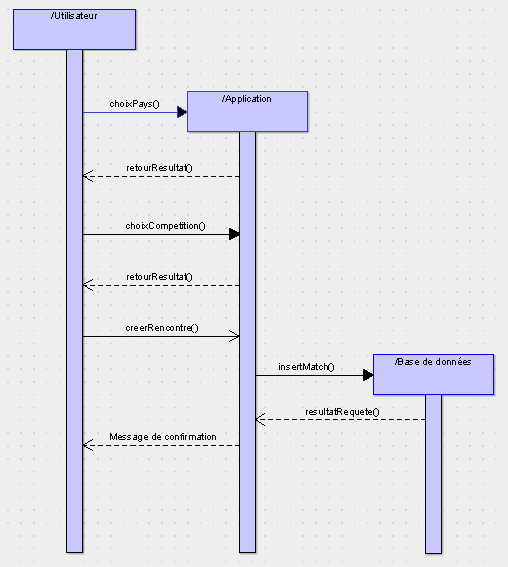 /Utilisateur
choixPays()
/Application
retourResultat()
choixCompetition()
retourResultat()
creerRencontre()
insertMatch()
/Base de données
resultatRequete()
Message de confirmation